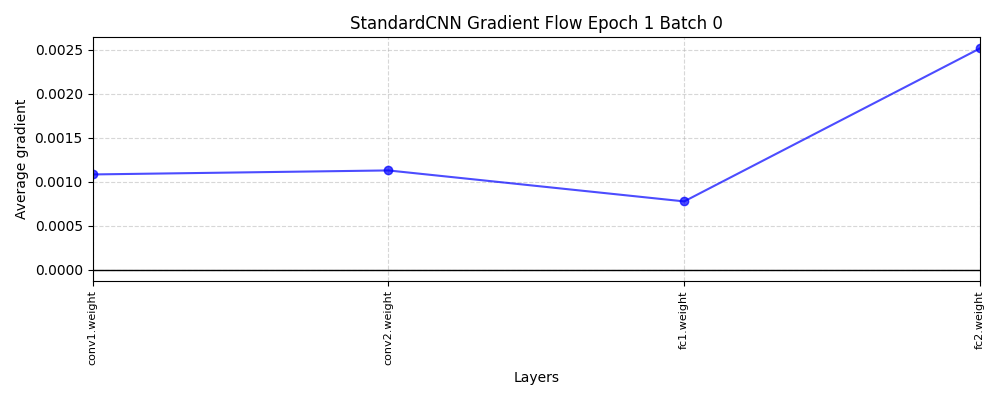 StandardCNN Gradient Flow Epoch 1 Batch 0
Average gradient
0.0025
0.0020
0.0015
0.0010
0.0005
0.0000
conv1.weight
conv2.weight
fc1.weight
fc2.weight
Layers